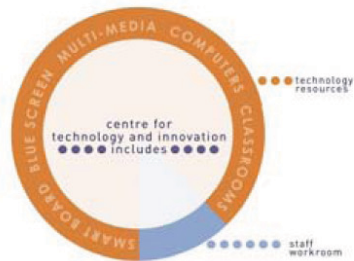 SMART BOARD BLUE SCREEN MULTI-MEDIA COMPUTERS CLASSROOMS
centre for
technology and innovation
includes
technology
resources
staff
workroom